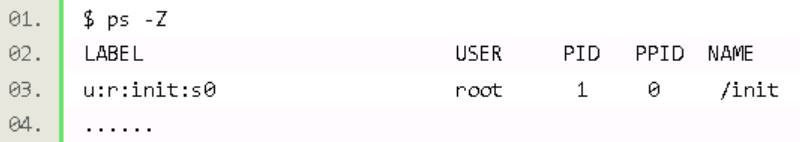 01. $ ps -Z
02. LABEL USER PID PPID NAME
03. u:r:init:s0 root 1 0 /init
04. ......